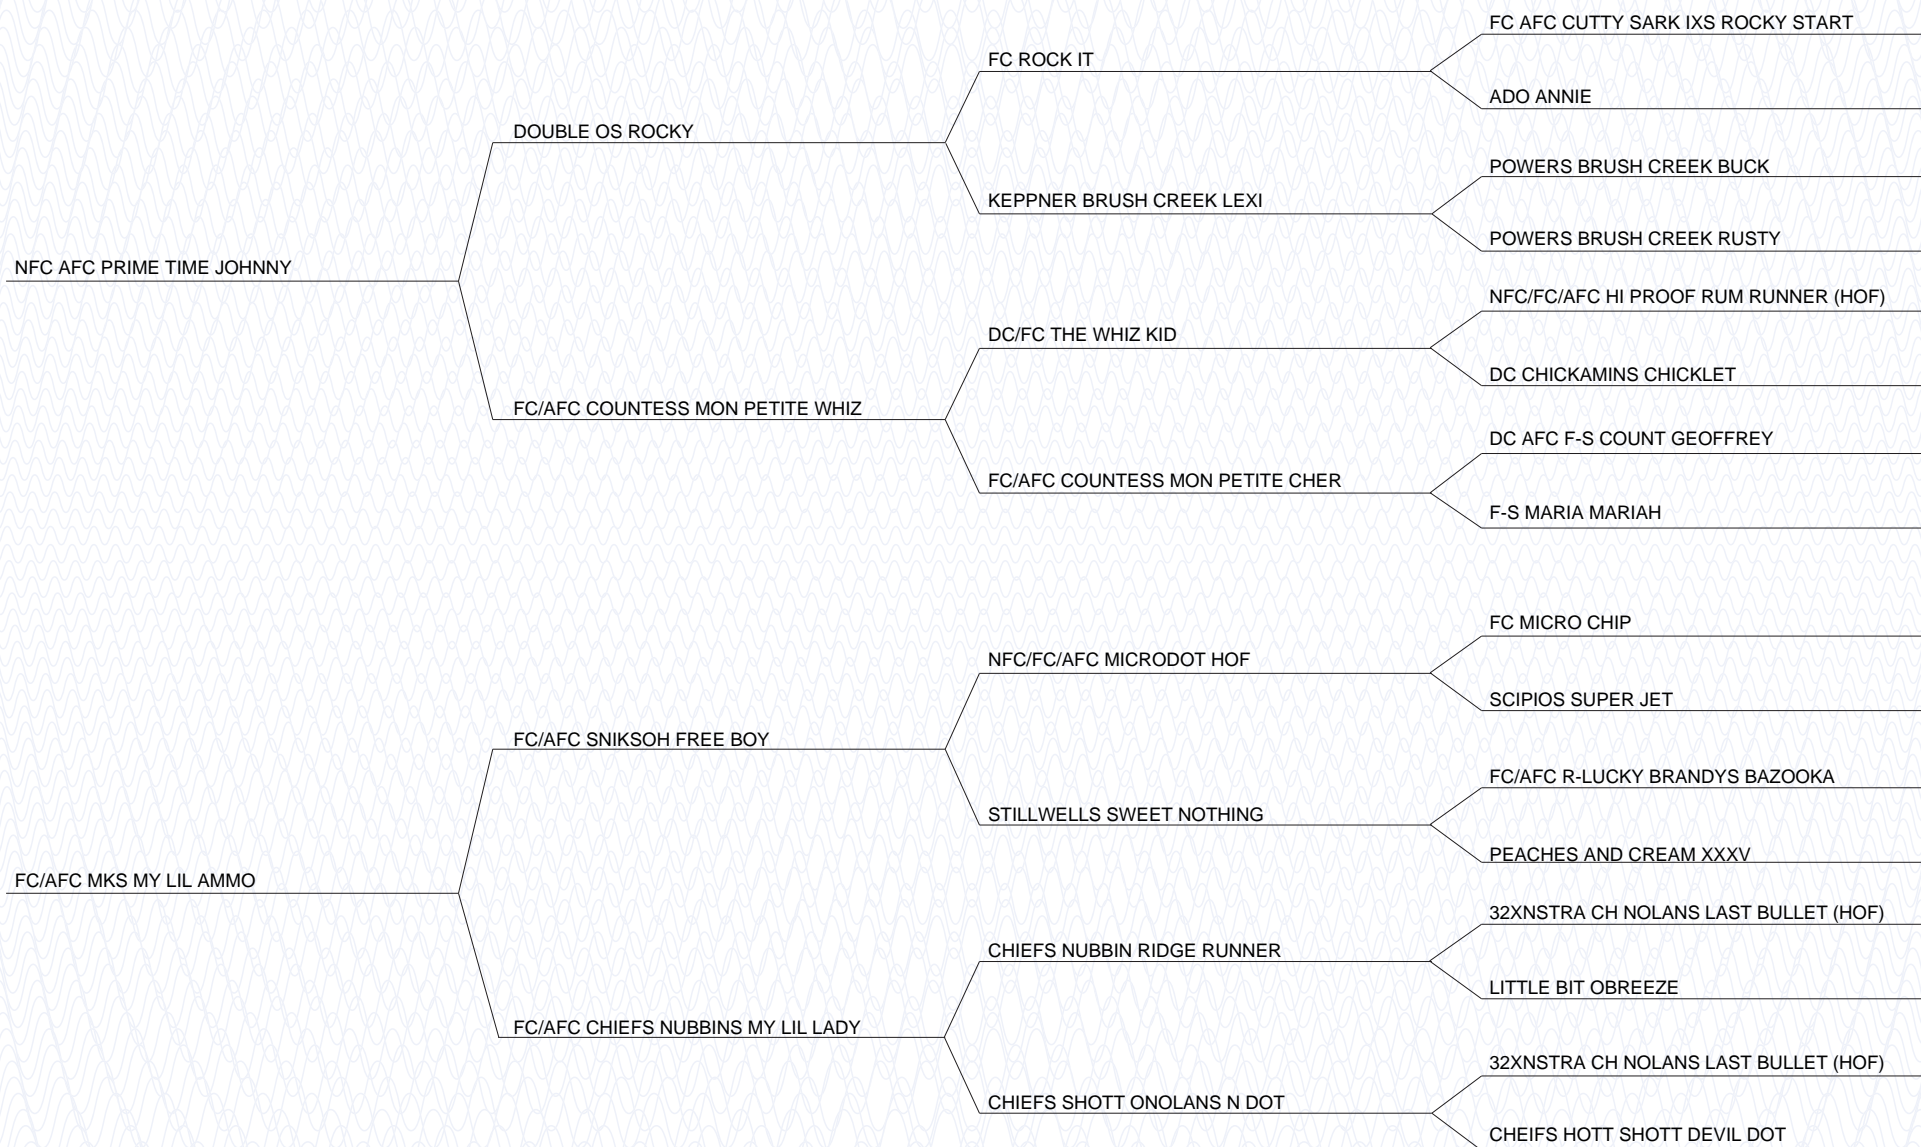 FC AFC CUTTY SARK IXS ROCKY START
FC ROCK IT
ADO ANNIE
DOUBLE OS ROCKY
POWERS BRUSH CREEK BUCK
KEPPNER BRUSH CREEK LEXI
POWERS BRUSH CREEK RUSTY
NFC AFC PRIME TIME JOHNNY
NFC/FC/AFC HI PROOF RUM RUNNER (HOF)
DC/FC THE WHIZ KID
DC CHICKAMINS CHICKLET
FC/AFC COUNTESS MON PETITE WHIZ
DC AFC F-S COUNT GEOFFREY
FC/AFC COUNTESS MON PETITE CHER
F-S MARIA MARIAH
FC MICRO CHIP
NFC/FC/AFC MICRODOT HOF
SCIPIOS SUPER JET
FC/AFC SNIKSOH FREE BOY
FC/AFC R-LUCKY BRANDYS BAZOOKA
STILLWELLS SWEET NOTHING
PEACHES AND CREAM XXXV
FC/AFC MKS MY LIL AMMO
32XNSTRA CH NOLANS LAST BULLET (HOF)
CHIEFS NUBBIN RIDGE RUNNER
LITTLE BIT OBREEZE
FC/AFC CHIEFS NUBBINS MY LIL LADY
32XNSTRA CH NOLANS LAST BULLET (HOF)
CHIEFS SHOTT ONOLANS N DOT
CHEIFS HOTT SHOTT DEVIL DOT